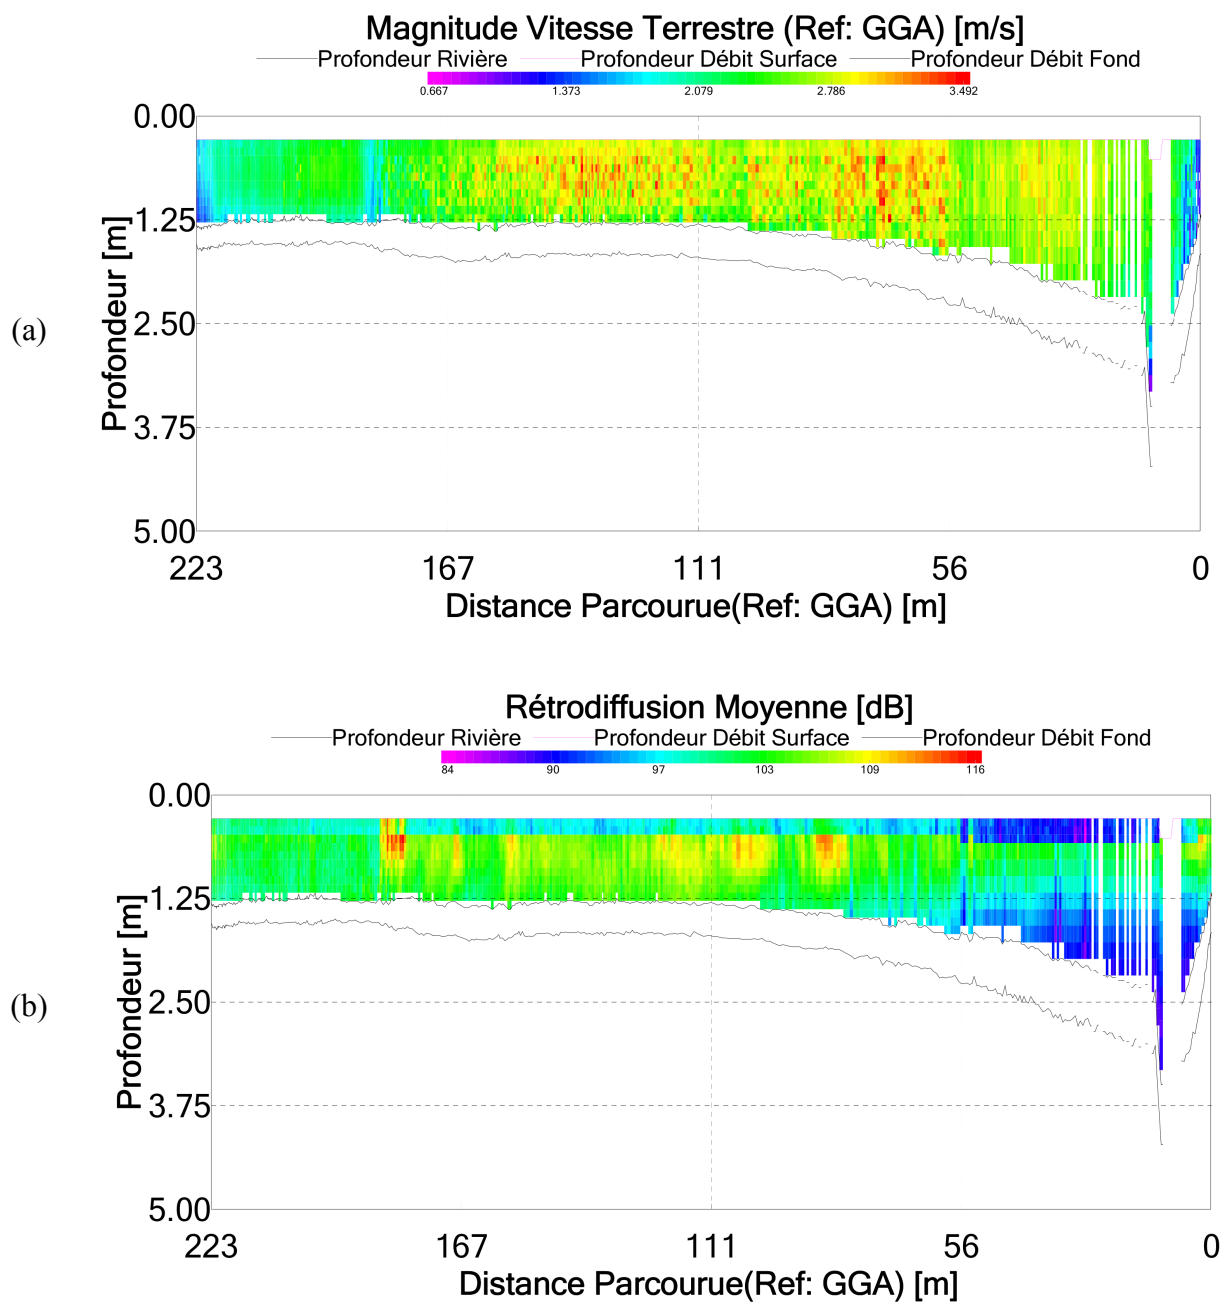 Magnitude Vitesse Terrestre (Ref: GGA) [m/s]
Profondeur Rivière Profondeur Débit Surface Profondeur Débit Fond
0.667 1.373 2.079 2.786 3.492
0.00
1.25
2.50
3.75
5.00
Profondeur [m]
(a)
223 167 111 56 0
Distance Parcourue(Ref: GGA) [m]
Rétrodiffusion Moyenne [dB]
Profondeur Rivière Profondeur Débit Surface Profondeur Débit Fond
84 90 97 103 109 116
0.00
1.25
2.50
3.75
5.00
Profondeur [m]
(b)
223 167 111 56 0
Distance Parcourue(Ref: GGA) [m]